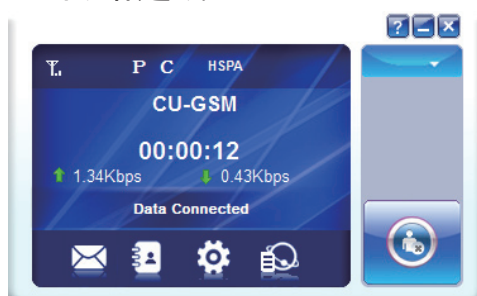 P C HSPA
CU-GSM
00:00:12
1.34Kbps 0.43Kbps
Data Connected
?